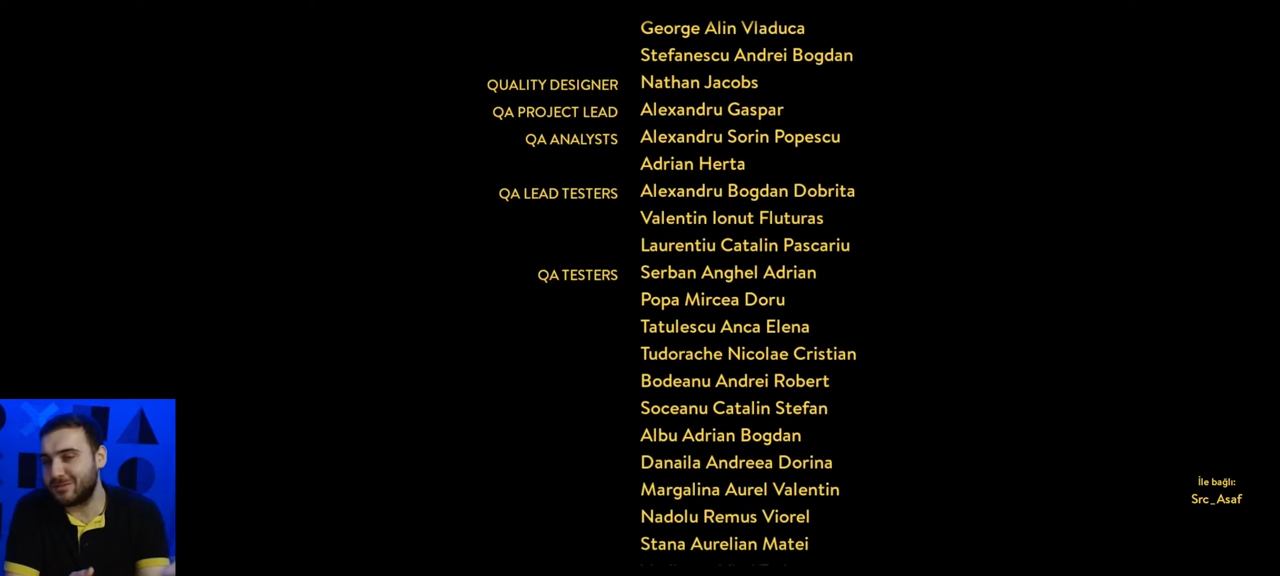 George Alin Vladuca
Stefanescu Andrei Bogdan
QUALITY DESIGNER Nathan Jacobs
QA PROJECT LEAD Alexandru Gaspar
QA ANALYSTS Alexandru Sorin Popescu
Adrian Herta
QA LEAD TESTERS Alexandru Bogdan Dobrita
Valentin Ionut Fluturas
Laurentiu Catalin Pascariu
QA TESTERS Serban Anghel Adrian
Popa Mircea Doru
Tatulescu Anca Elena
Tudorache Nicolae Cristian
Bodeanu Andrei Robert
Soceanu Catalin Stefan
Albu Adrian Bogdan
Danaila Andreea Dorina
Margalina Aurel Valentin
Nadolu Remus Viorel
Stana Aurelian Matei
İle bağlı:
Src_Asaf